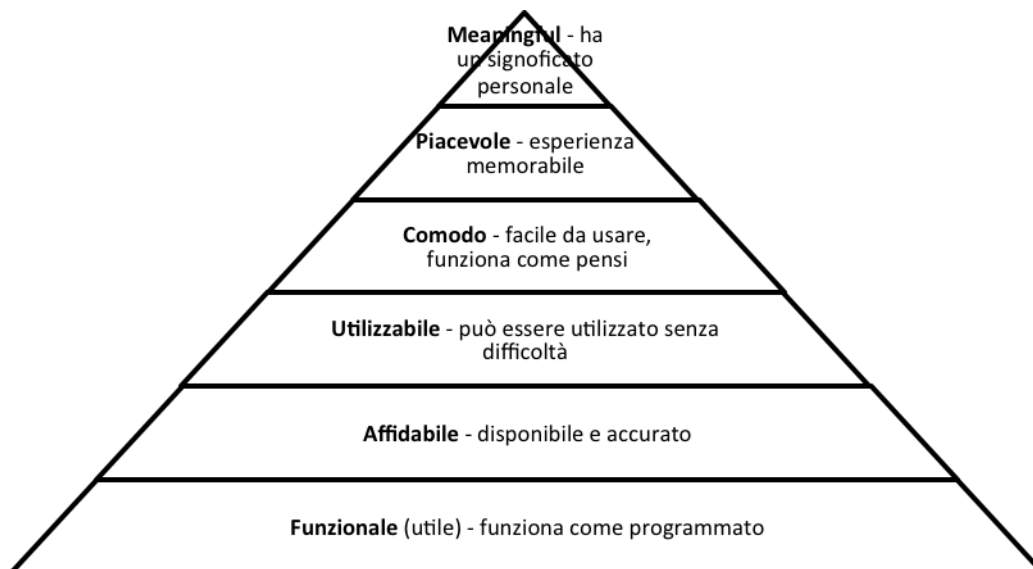 Meaningful - ha
un signoficato
personale
Piacevole - esperienza
memorabile
Comodo - facile da usare,
funziona come pensi
Utilizzabile - può essere utilizzato senza
difficoltà
Affidabile - disponibile e accurato
Funzionale (utile) - funziona come programmato